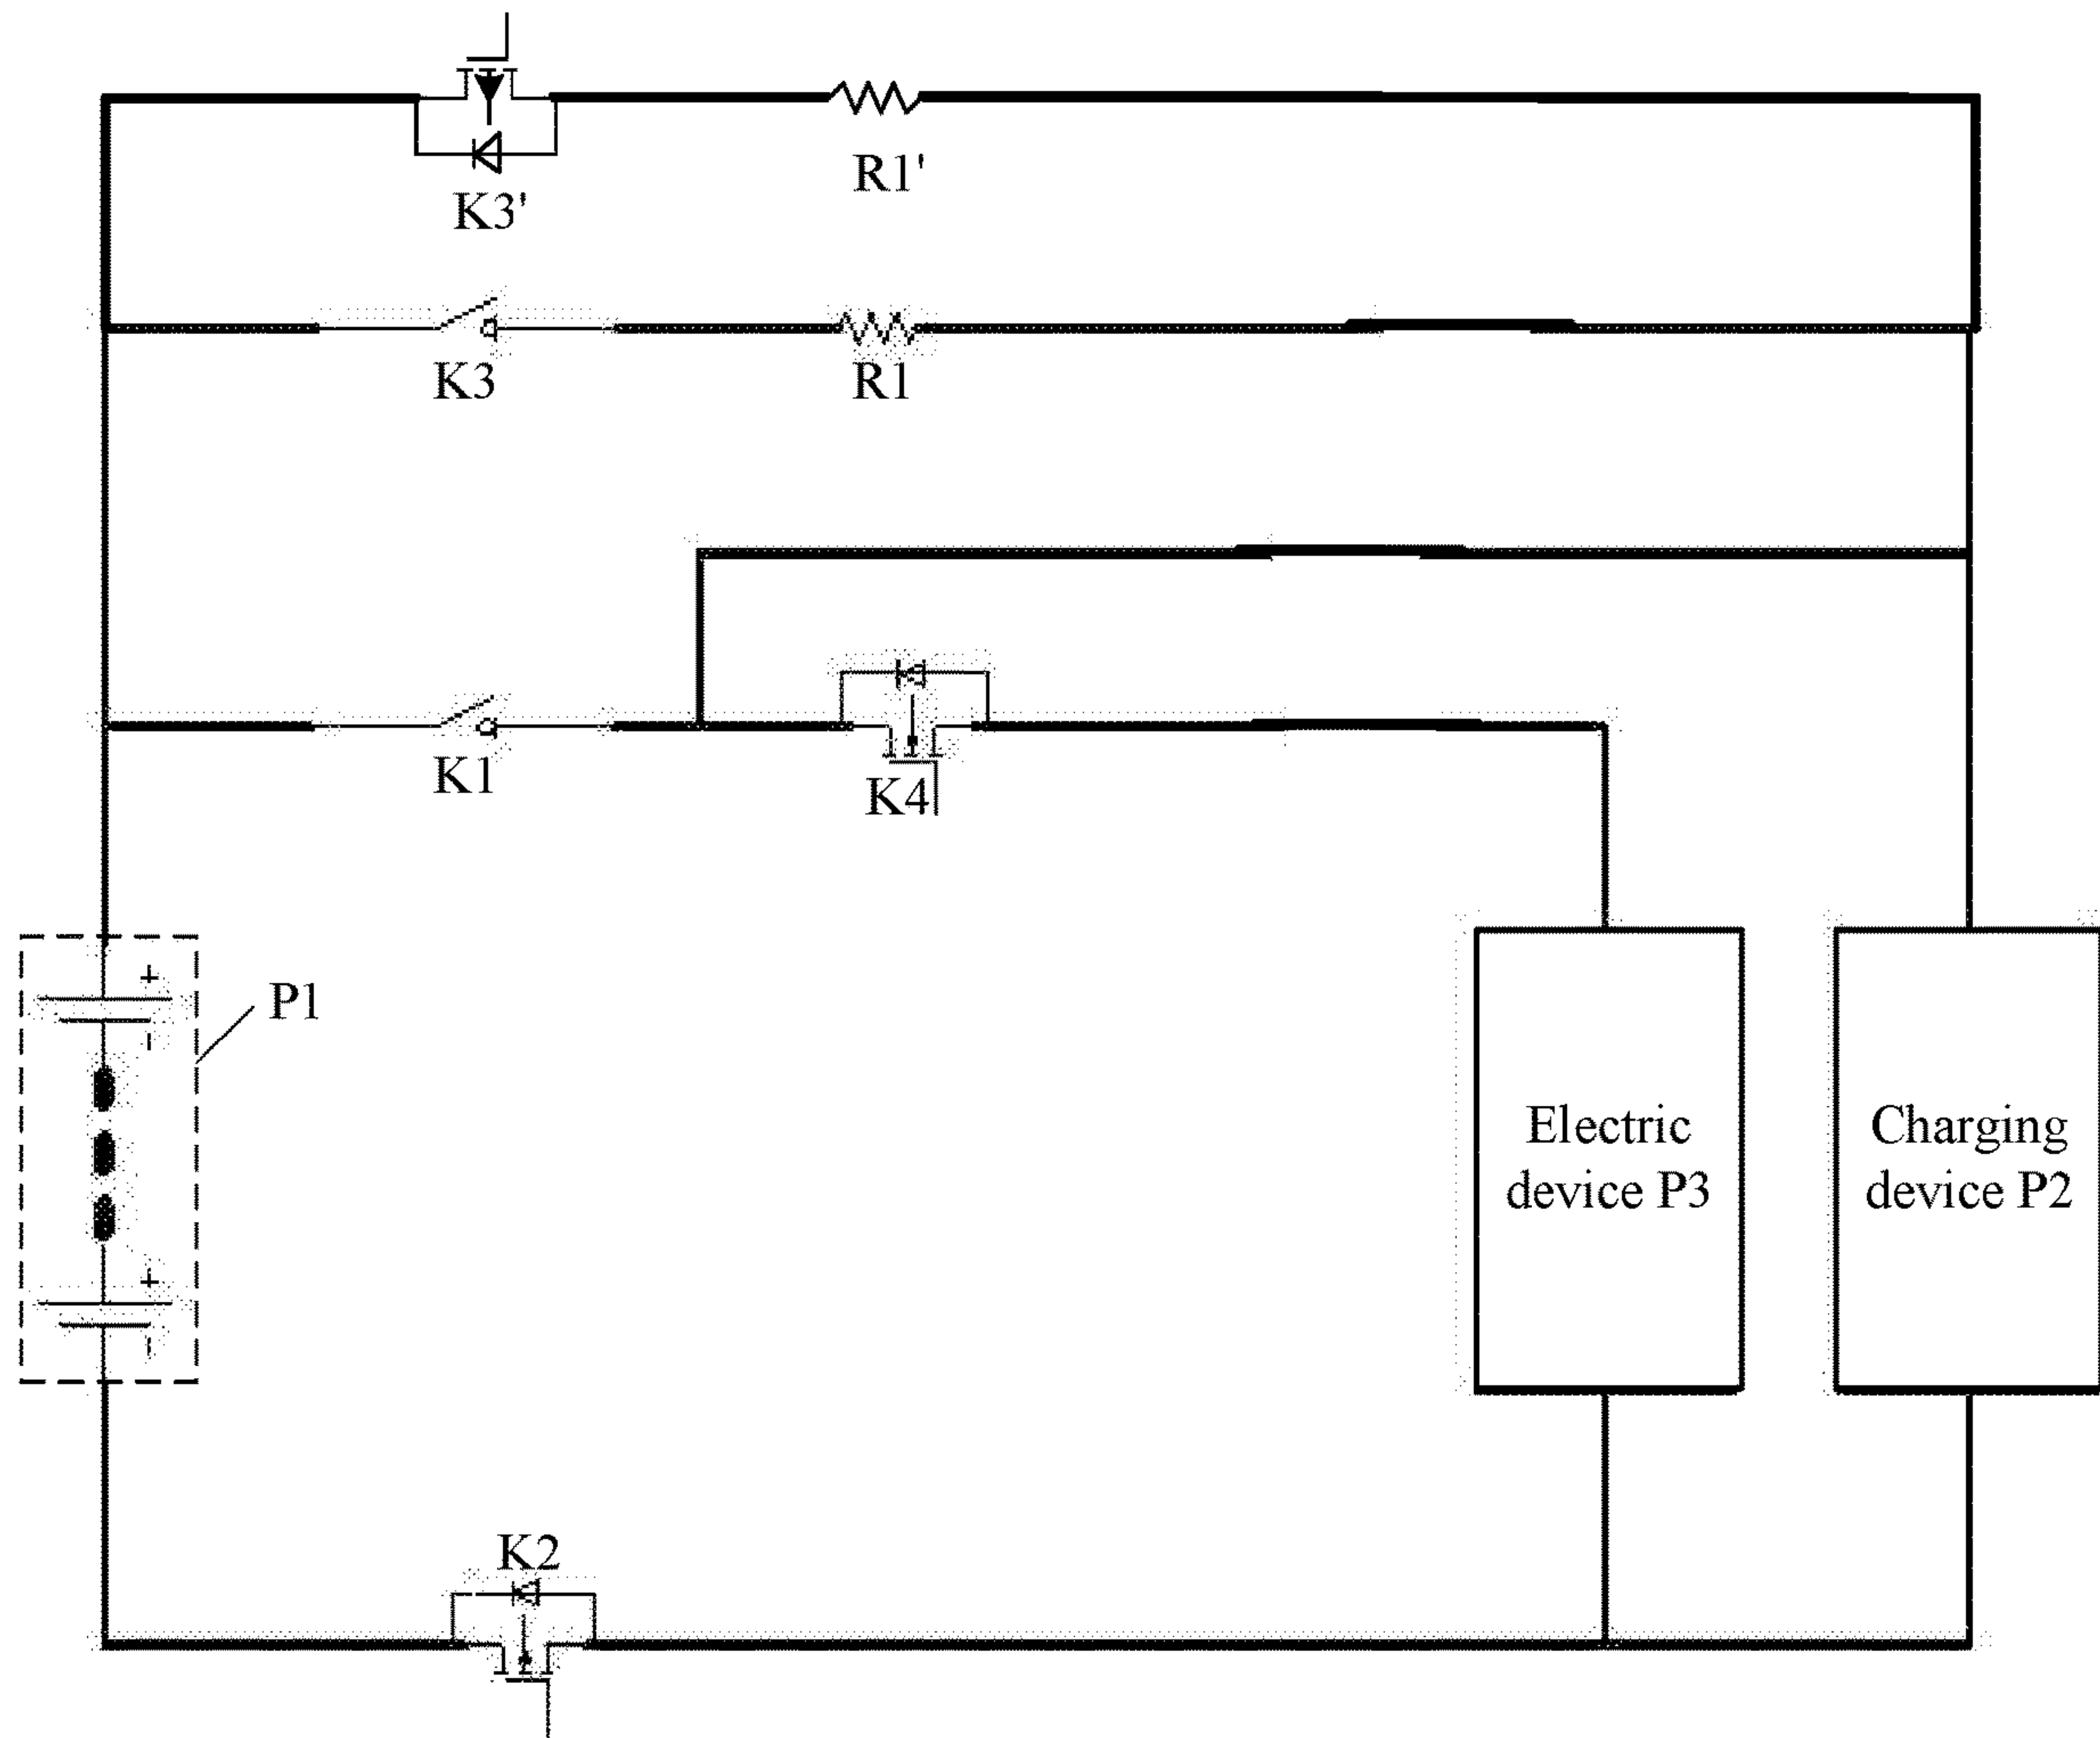 R1'
K3'
K3
R1
K1
K4
+
P1
-
Electric
device P3
Charging
device P2
+
-
K2